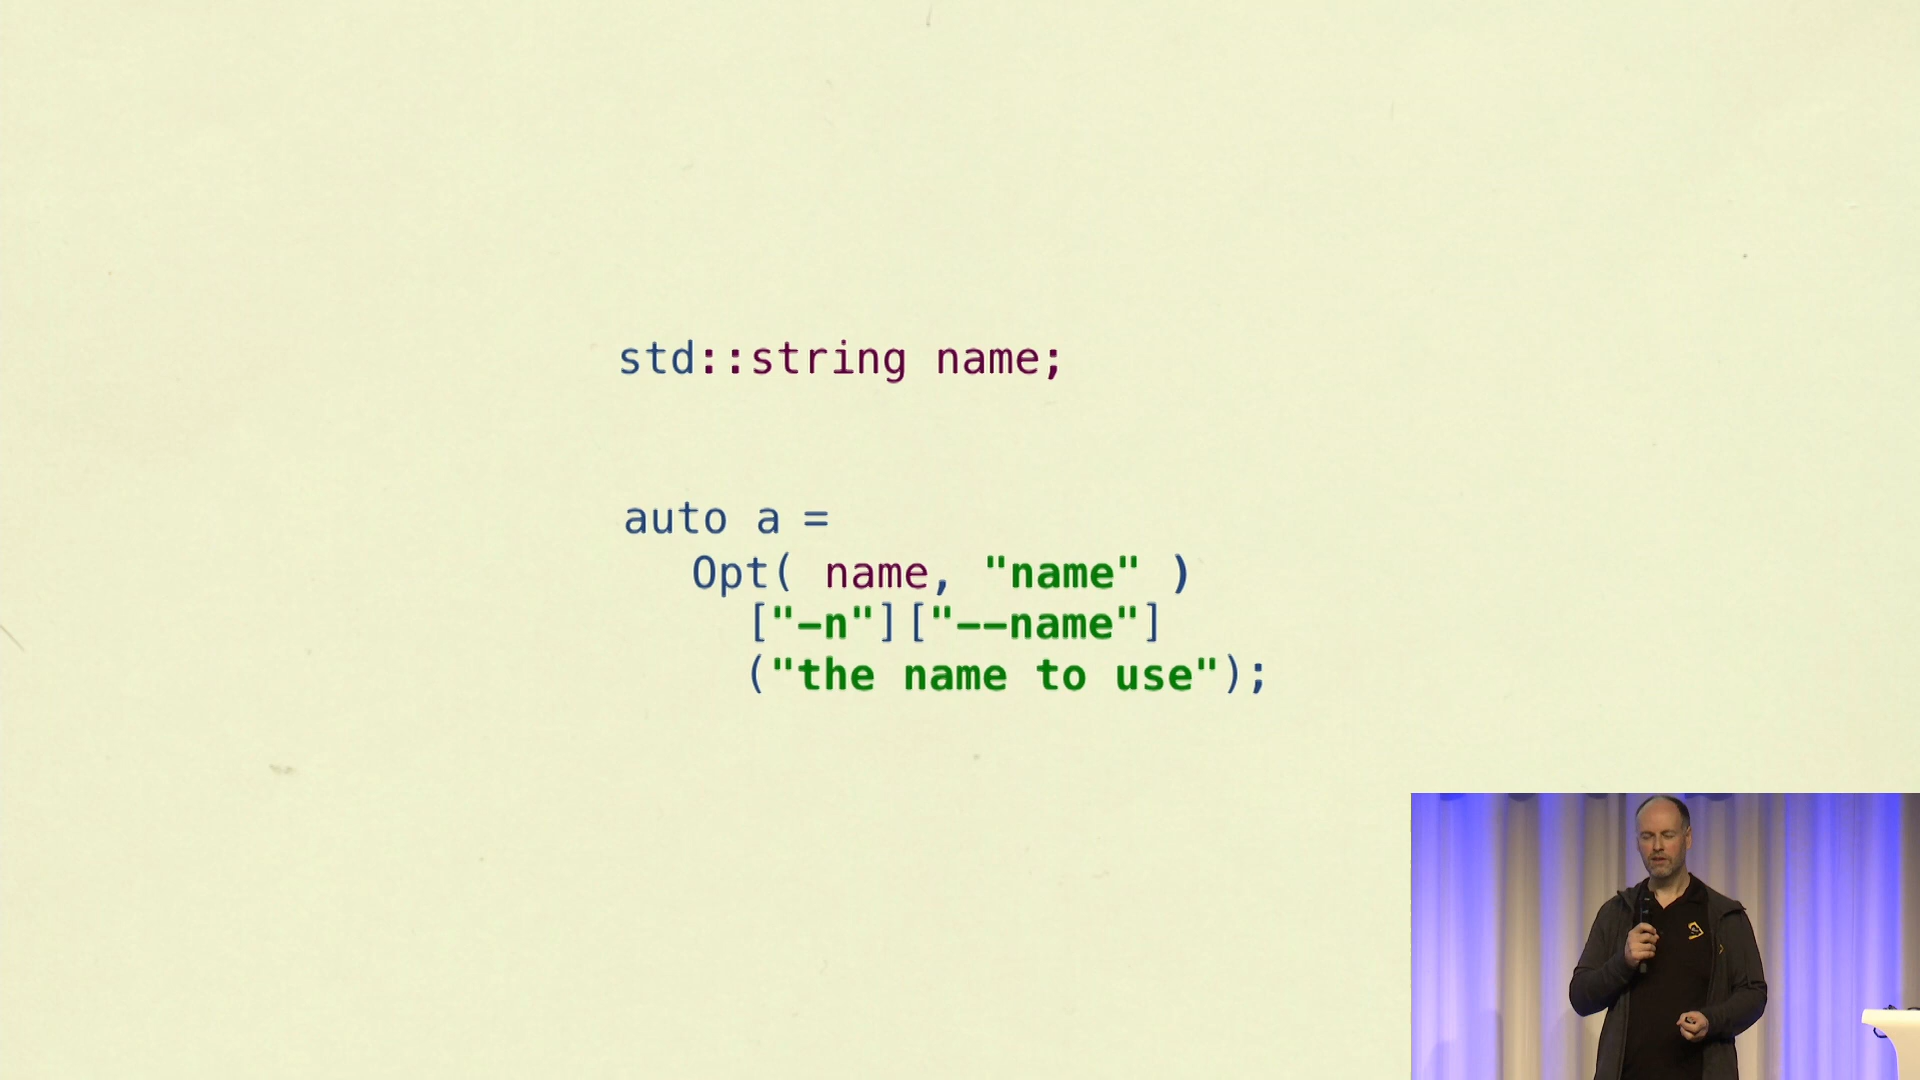 std::string name;
auto a =
Opt( name, "name" )
["-n"]["--name"]
("the name to use");